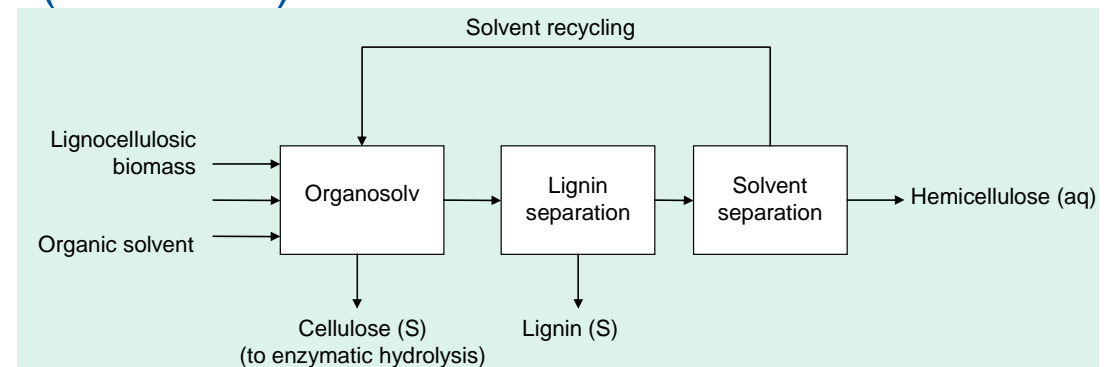 Solvent recycling
Lignocellulosic
biomass
Organic solvent
Organosolv
Lignin
separation
Solvent
separation
Hemicellulose (aq)
Cellulose (S)
(to enzymatic hydrolysis)
Lignin (S)